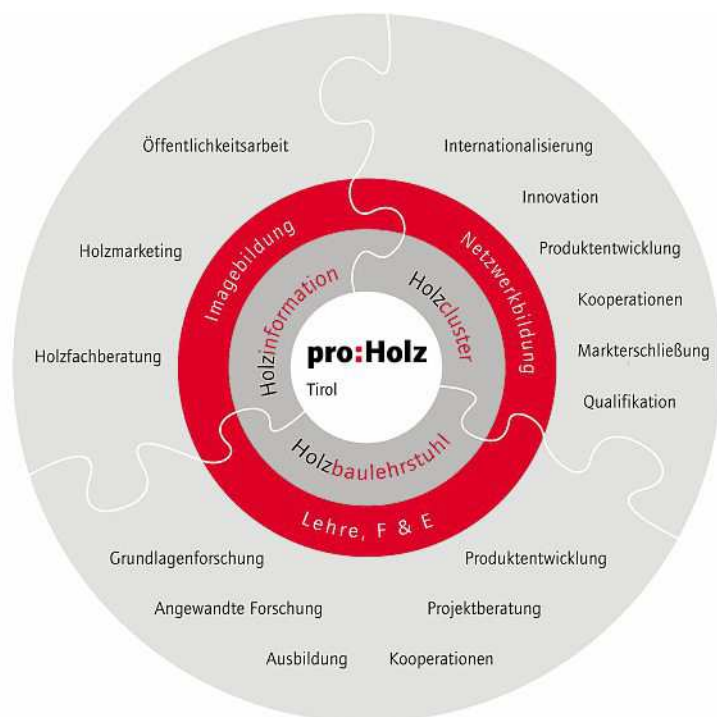 Öffentlichkeitsarbeit
Holzmarketing
Holzfachberatung
Imagebildung
Holzinformation
Internationalisierung
Innovation
Produktentwicklung
Kooperationen
Markterschließung
Qualifikation
Netzwerkbildung
Holzcluster
pro:Holz
Tirol
Holzbaulehrstuhl
Lehre, F & E
Grundlagenforschung
Angewandte Forschung
Ausbildung
Produktentwicklung
Projektberatung
Kooperationen